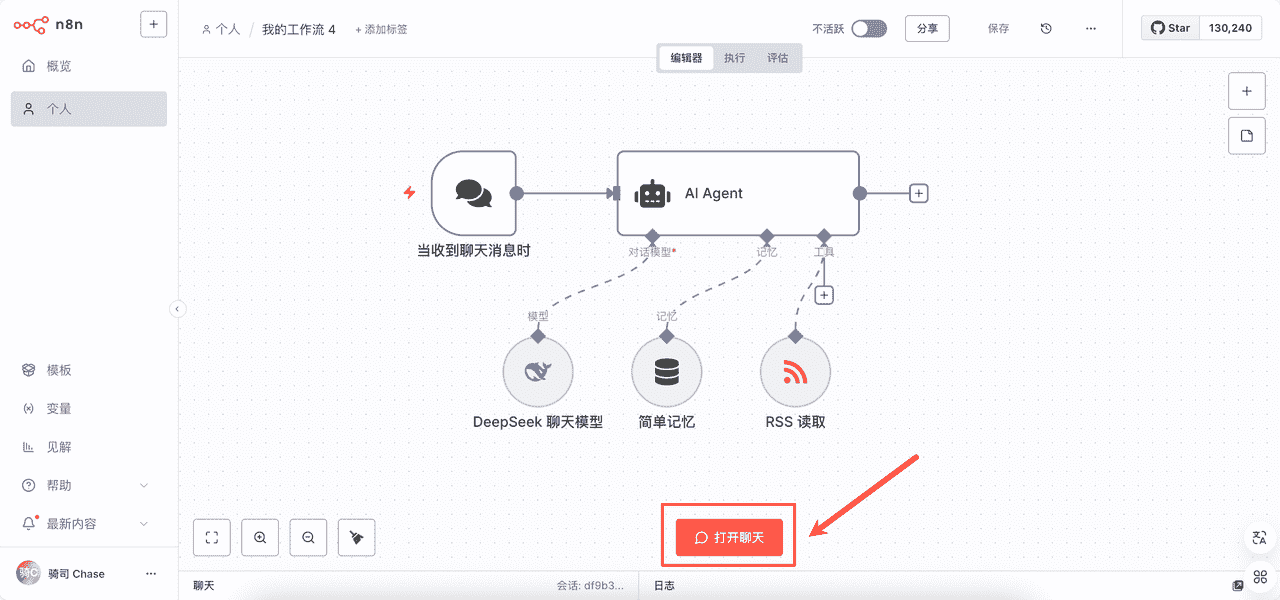 n8n
个人 / 我的工作流 4 + 添加标签
不活跃
分享
保存
Star 130,240
编辑器 执行 评估
概览
个人
当收到聊天消息时
AI Agent
对话模型*
记忆
工具
模型
记忆
DeepSeek 聊天模型
简单记忆
RSS 读取
模板
变量
见解
帮助
最新内容
骑司 Chase
打开聊天
聊天
会话: df9b3...
日志